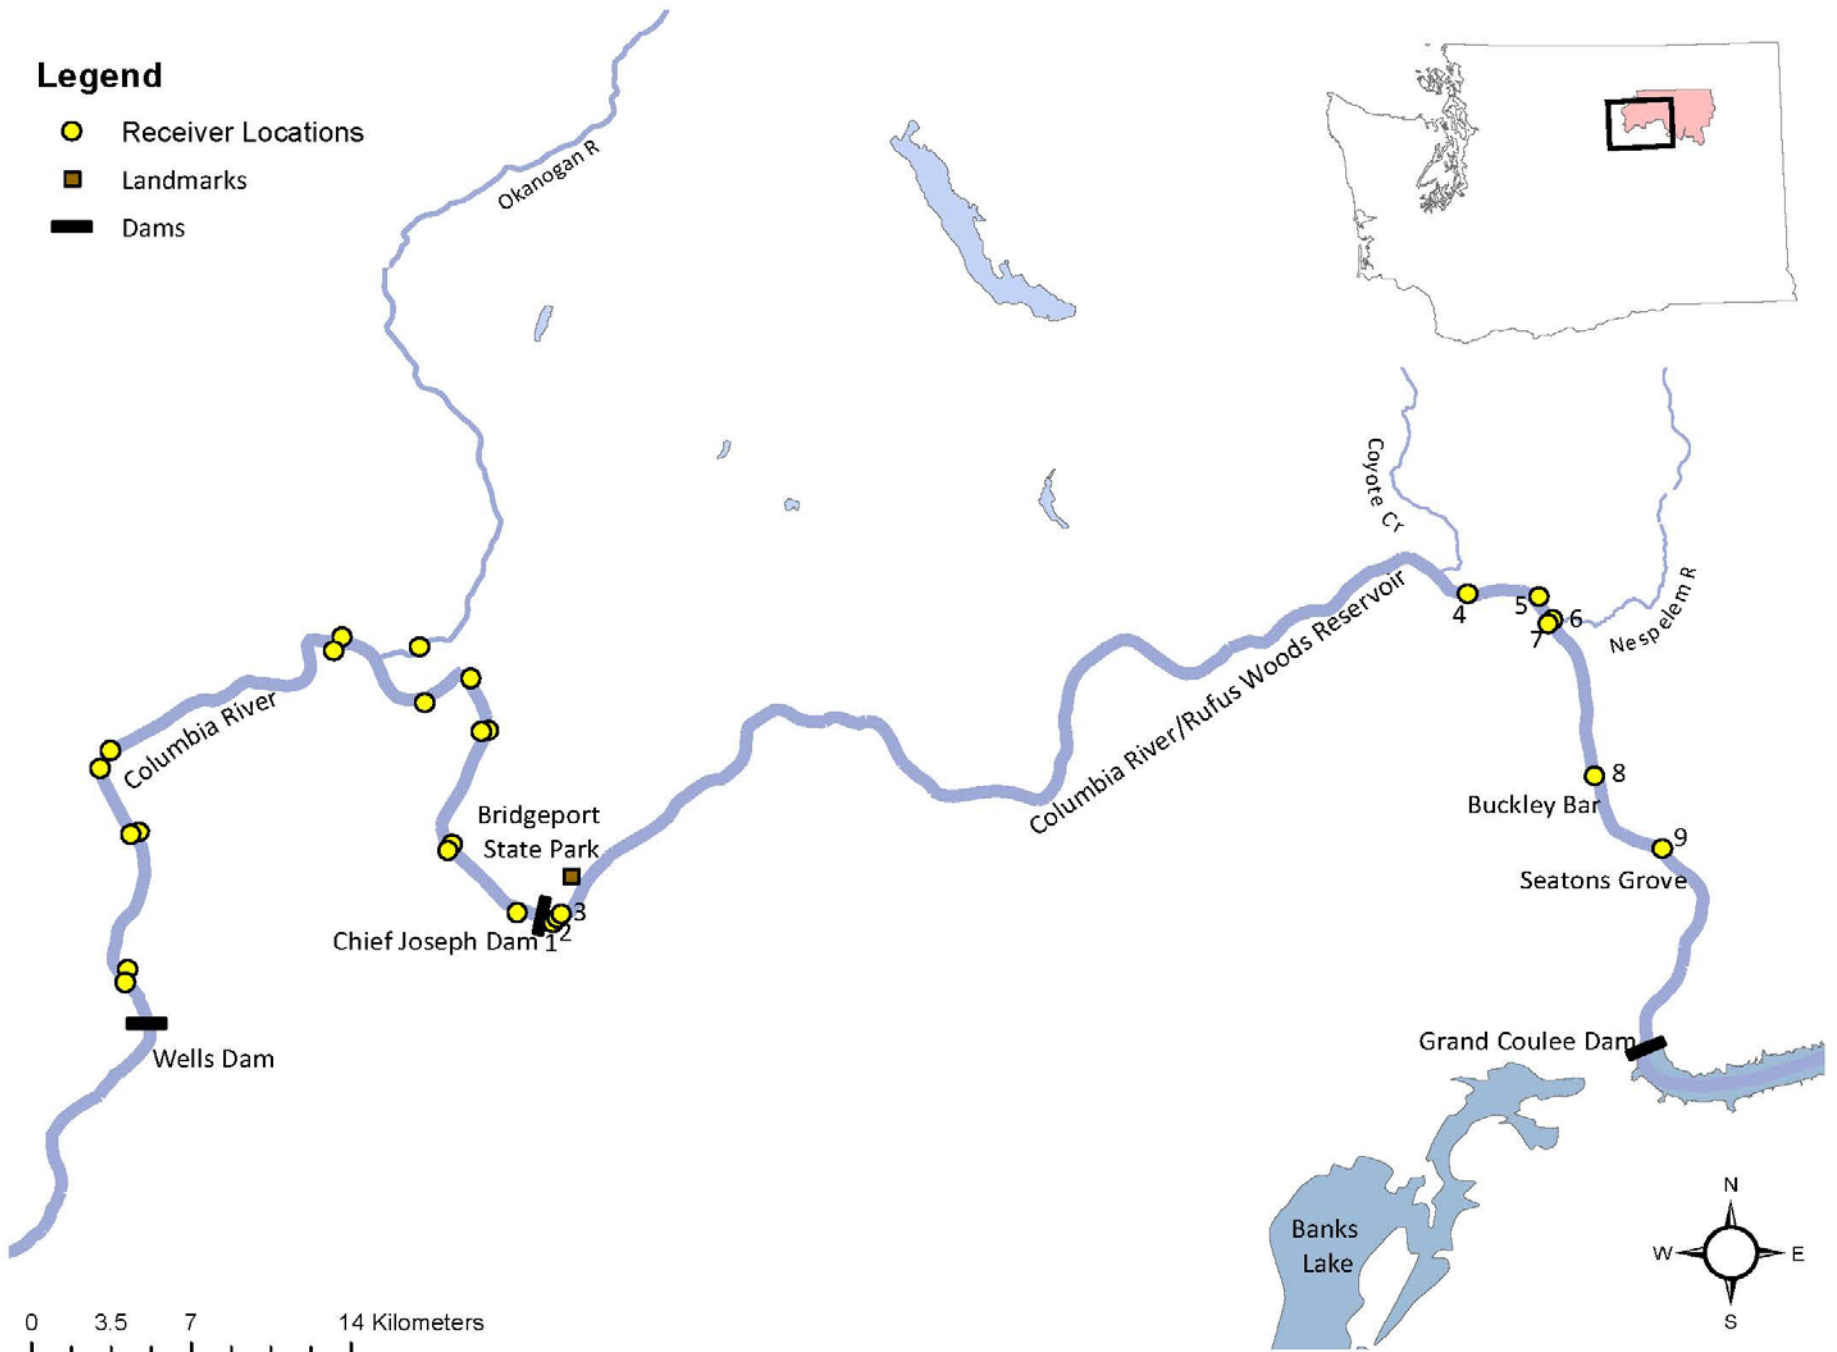 Legend
Receiver Locations
Landmarks
Dams
Okanogan R
Coyote Cr
Nespelem R
Columbia River
Columbia River/Rufus Woods Reservoir
4
5
6
7
8
Buckley Bar
9
Seatons Grove
Bridgeport
State Park
3
Chief Joseph Dam 1 2
Wells Dam
Grand Coulee Dam
Banks
Lake
N
W E
S
0 3.5 7 14 Kilometers